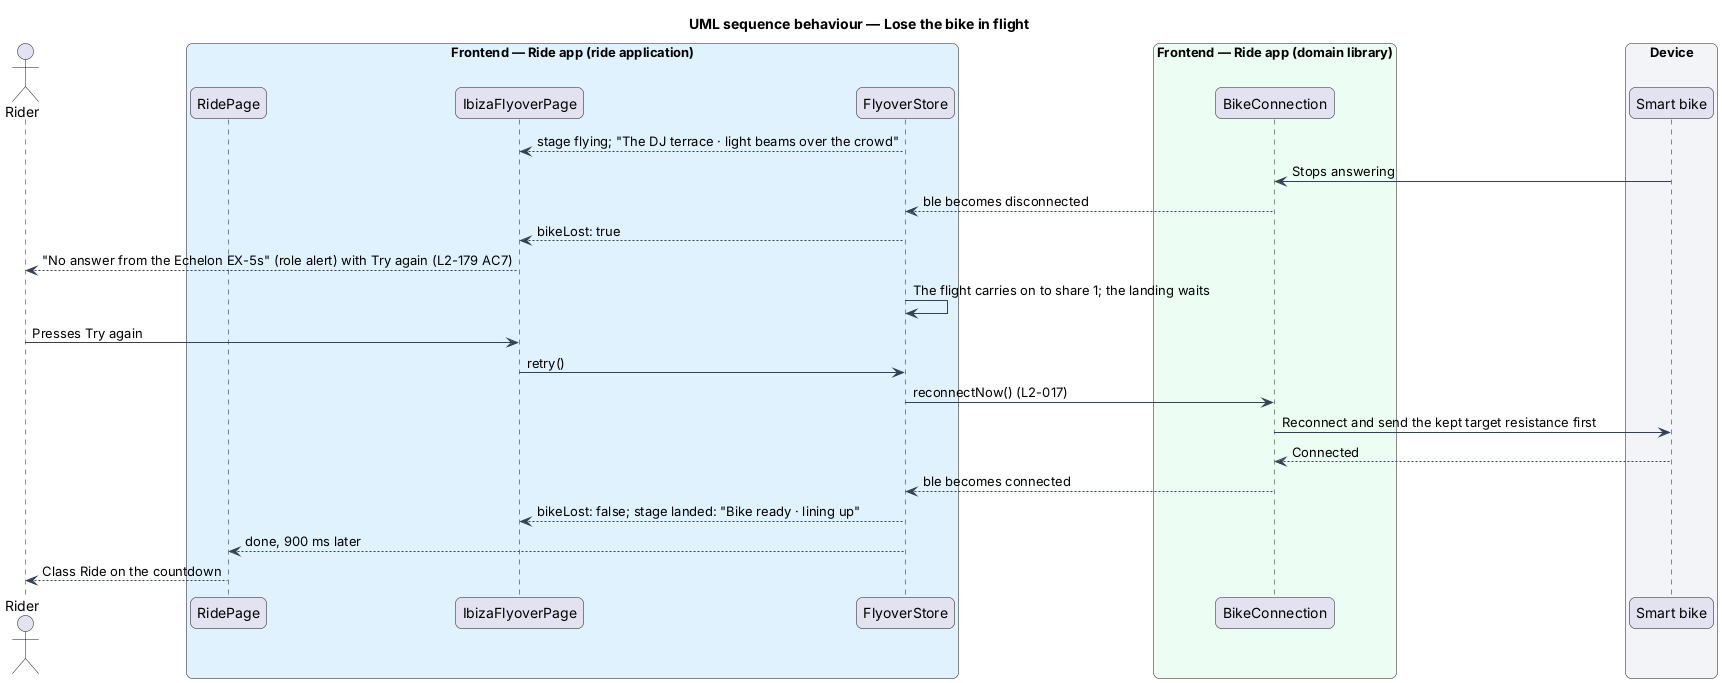 UML sequence behaviour — Lose the bike in flight
Frontend — Ride app (ride application)
Frontend — Ride app (domain library)
Device
Rider
RidePage
IbizaFlyoverPage
FlyoverStore
BikeConnection
Smart bike
stage flying; "The DJ terrace · light beams over the crowd"
Stops answering
ble becomes disconnected
bikeLost: true
"No answer from the Echelon EX-5s" (role alert) with Try again (L2-179 AC7)
The flight carries on to share 1; the landing waits
Presses Try again
retry()
reconnectNow() (L2-017)
Reconnect and send the kept target resistance first
Connected
ble becomes connected
bikeLost: false; stage landed: "Bike ready · lining up"
done, 900 ms later
Class Ride on the countdown
Rider
RidePage
IbizaFlyoverPage
FlyoverStore
BikeConnection
Smart bike